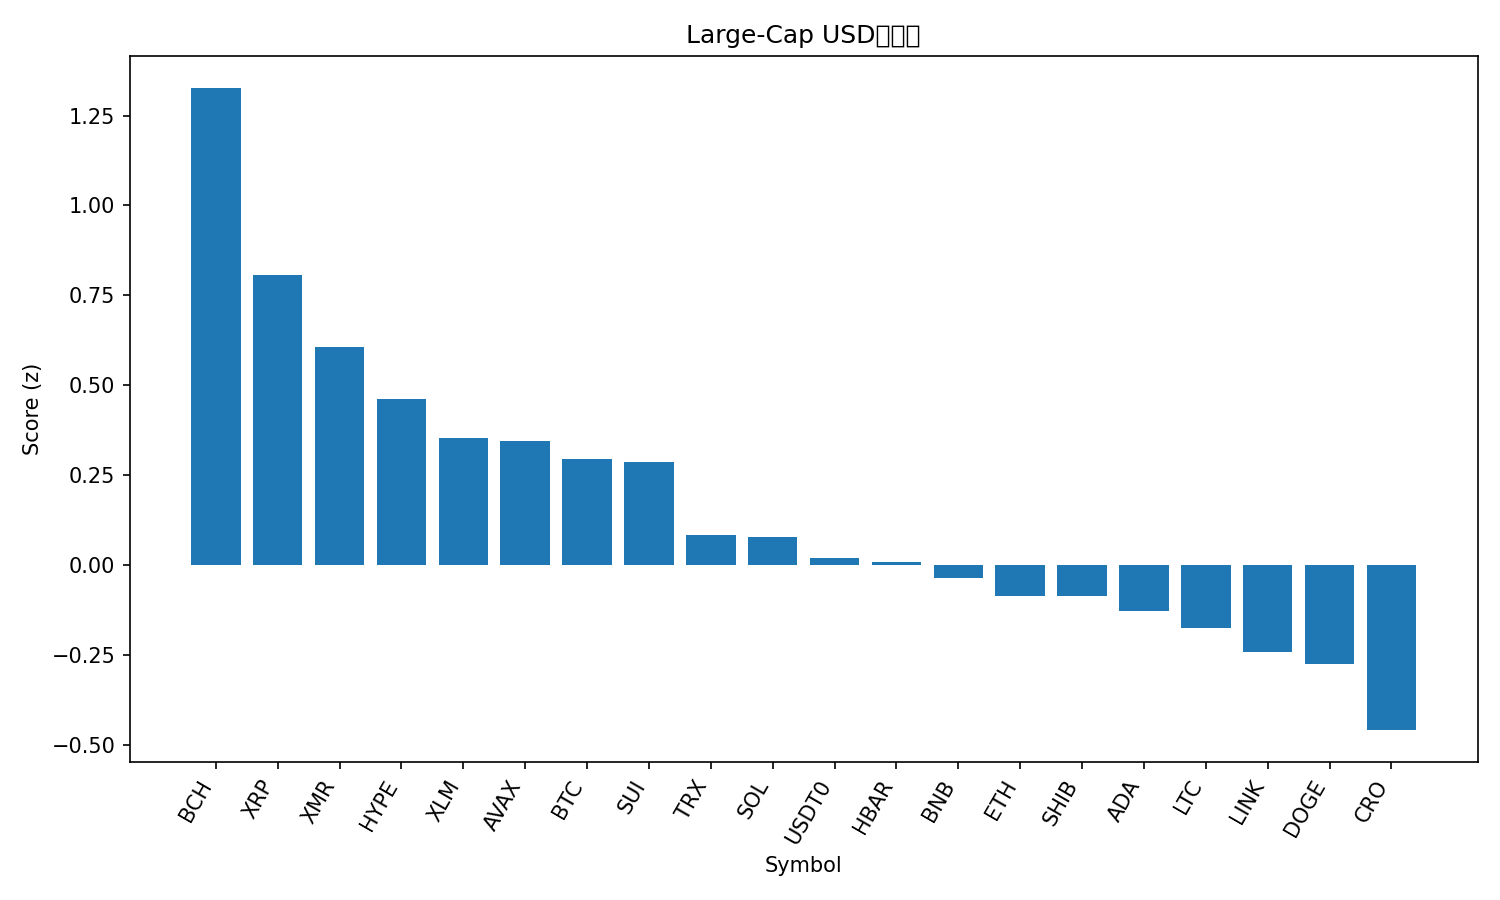 Large-Cap USD
Score (z)
1.25
1.00
0.75
0.50
0.25
0.00
−0.25
−0.50
BCH
XRP
XMR
HYPE
XLM
AVAX
BTC
SUI
TRX
SOL
USDT0
HBAR
BNB
ETH
SHIB
ADA
LTC
LINK
DOGE
CRO
Symbol